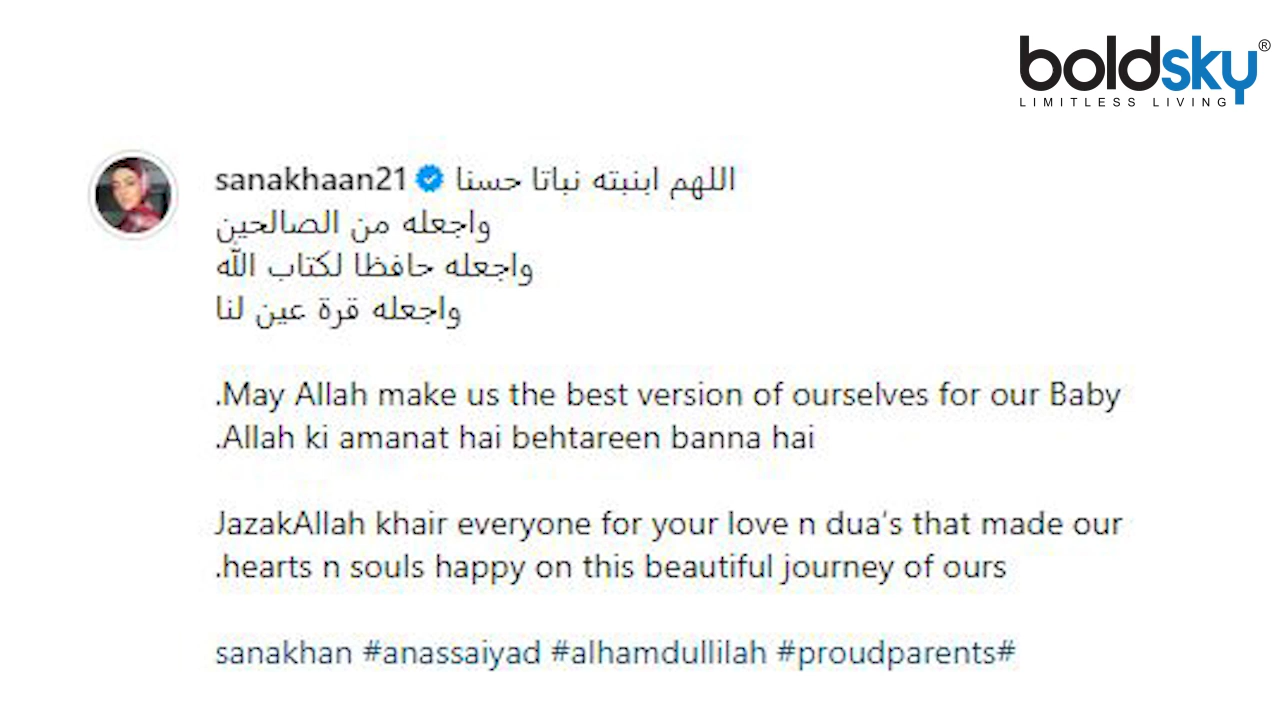 boldsky®
LIMITLESS LIVING
sanakhaan21 اللهم ابنبته نباتا حسنا
واجعله من الصالحين
واجعله حافظا لكتاب الله
واجعله قرة عين لنا
.May Allah make us the best version of ourselves for our Baby
.Allah ki amanat hai behtareen banna hai
JazakAllah khair everyone for your love n dua's that made our
.hearts n souls happy on this beautiful journey of ours
sanakhan #anassaiyad #alhamdullilah #proudparents#